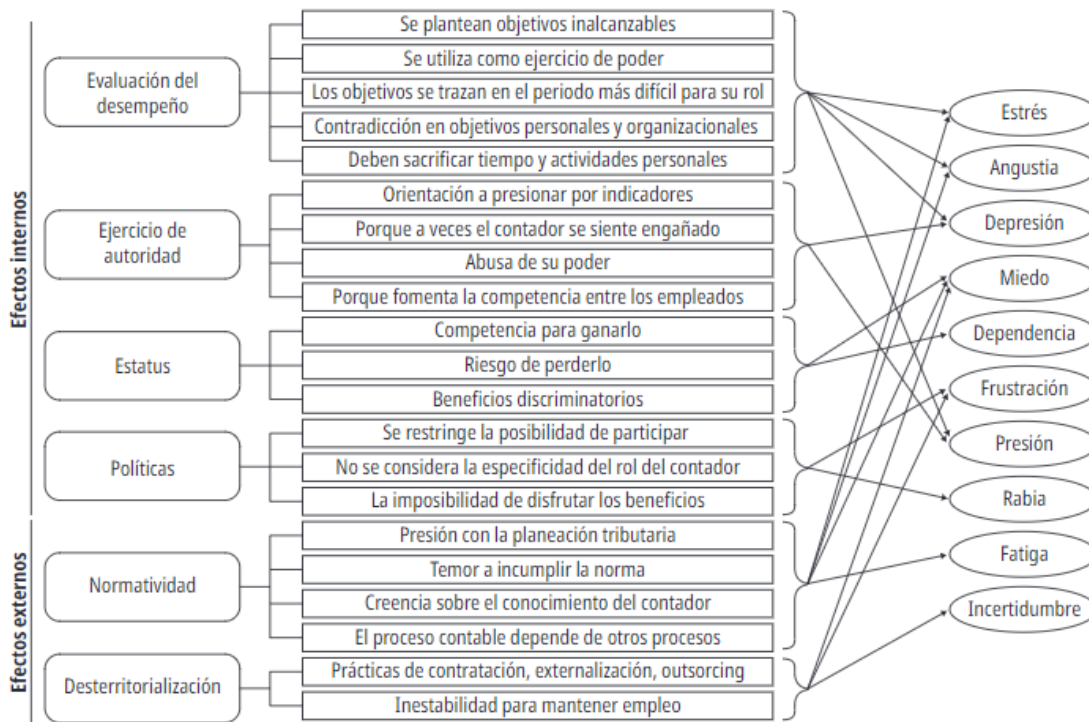 Efectos internos
Evaluación del
desempeño
Se plantean objetivos inalcanzables
Se utiliza como ejercicio de poder
Los objetivos se trazan en el periodo más difícil para su rol
Contradicción en objetivos personales y organizacionales
Deben sacrificar tiempo y actividades personales
Ejercicio de
autoridad
Orientación a presionar por indicadores
Porque a veces el contador se siente engañado
Abusa de su poder
Porque fomenta la competencia entre los empleados
Estatus
Competencia para ganarlo
Riesgo de perderlo
Beneficios discriminatorios
Políticas
Se restringe la posibilidad de participar
No se considera la especificidad del rol del contador
La imposibilidad de disfrutar los beneficios
Efectos externos
Normatividad
Presión con la planeación tributaria
Temor a incumplir la norma
Creencia sobre el conocimiento del contador
El proceso contable depende de otros procesos
Desterritorialización
Prácticas de contratación, externalización, outsorcing
Inestabilidad para mantener empleo
Estrés
Angustia
Depresión
Miedo
Dependencia
Frustración
Presión
Rabia
Fatiga
Incertidumbre